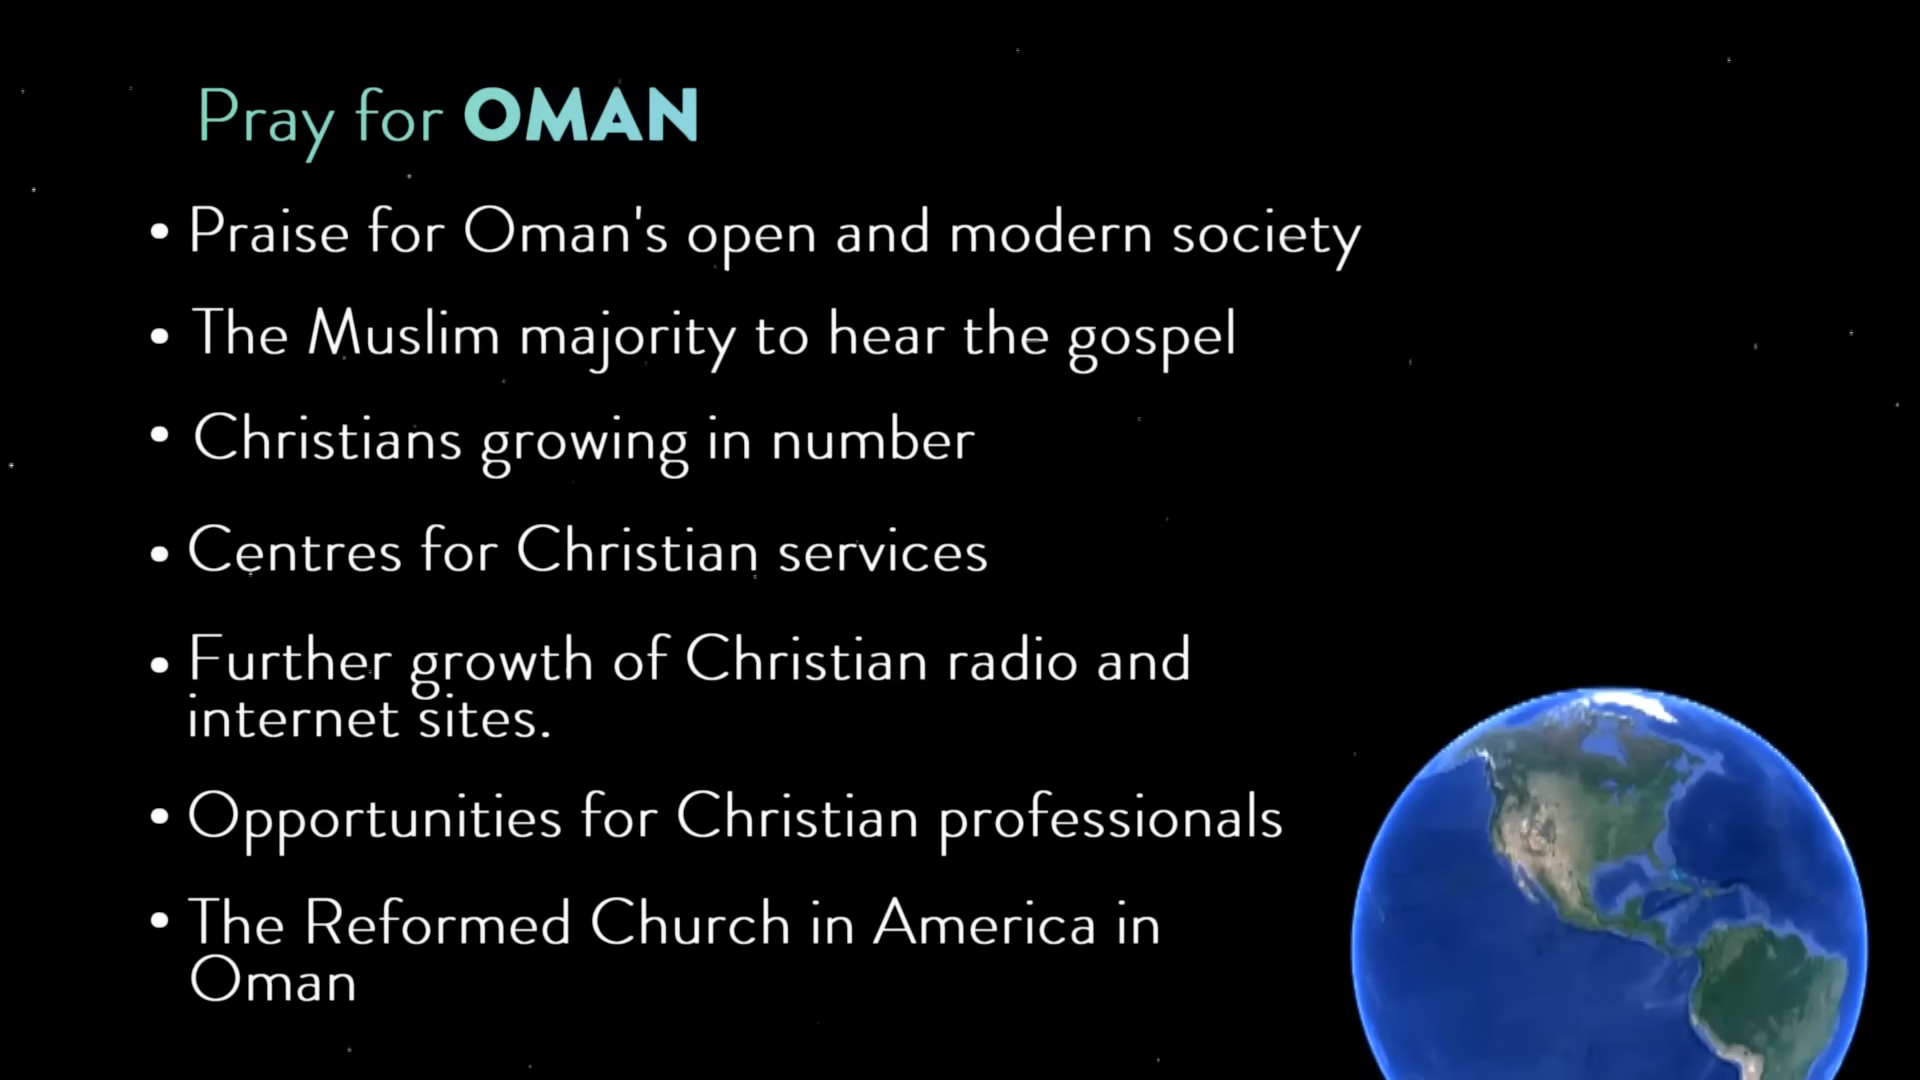 Pray for OMAN
• Praise for Oman's open and modern society
• The Muslim majority to hear the gospel
• Christians growing in number
• Centres for Christian services
• Further growth of Christian radio and
internet sites.
• Opportunities for Christian professionals
• The Reformed Church in America in
Oman